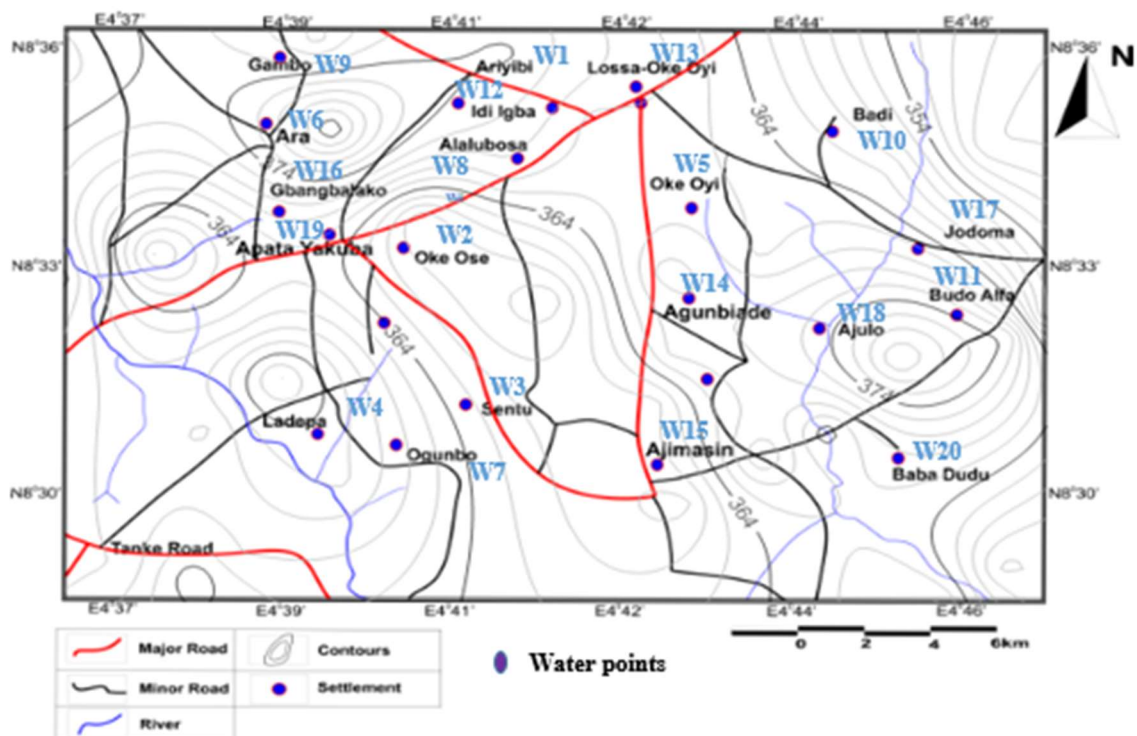 E4°37' E4°39' E4°41' E4°42' E4°44' E4°46'
N8°36' N8°36'
N
W1
W13
Gambo W9
Ariyibi
Lossa-Oke Oyi
W12
Idi Igba
364
354
Badi
W6
Ara
W10
Alalubosa
374
W16
W8
W5
Gbangbalako
Oke Oyi
364
364
W17
Jodoma
W19
W2
Apata Yakuba
Oke Ose
N8°33' N8°33'
W11
Budo Alfa
W14
Agunbiade
W18
Ajulo
364
374
W3
Sentu
W4
Ladepa
W15
Ajimasin
Ogunbo
W7
W20
Baba Dudu
N8°30' N8°30'
364
Tanke Road
E4°37' E4°39' E4°41' E4°42' E4°44' E4°46'
0 2 4 6km
Major Road
Contours
Minor Road
Settlement
River
Water points